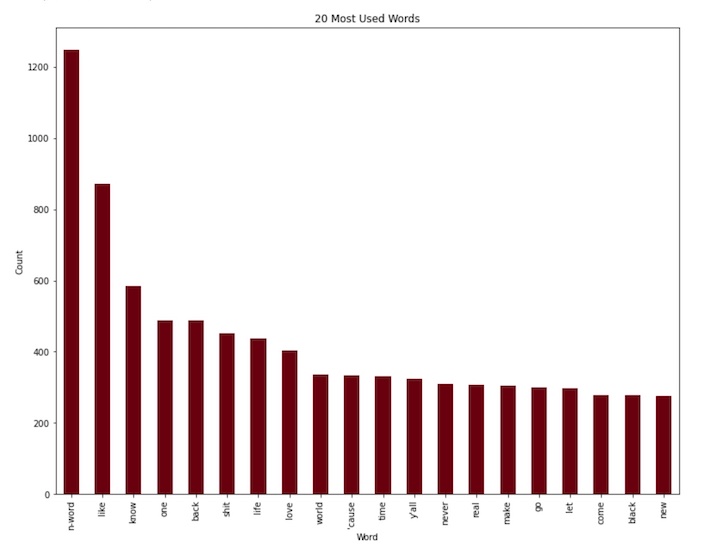 20 Most Used Words
1200
1000
800
600
400
200
0
Count
n-word
like
know
one
back
shit
life
love
world
'cause
time
y'all
never
real
make
go
let
come
black
new
Word